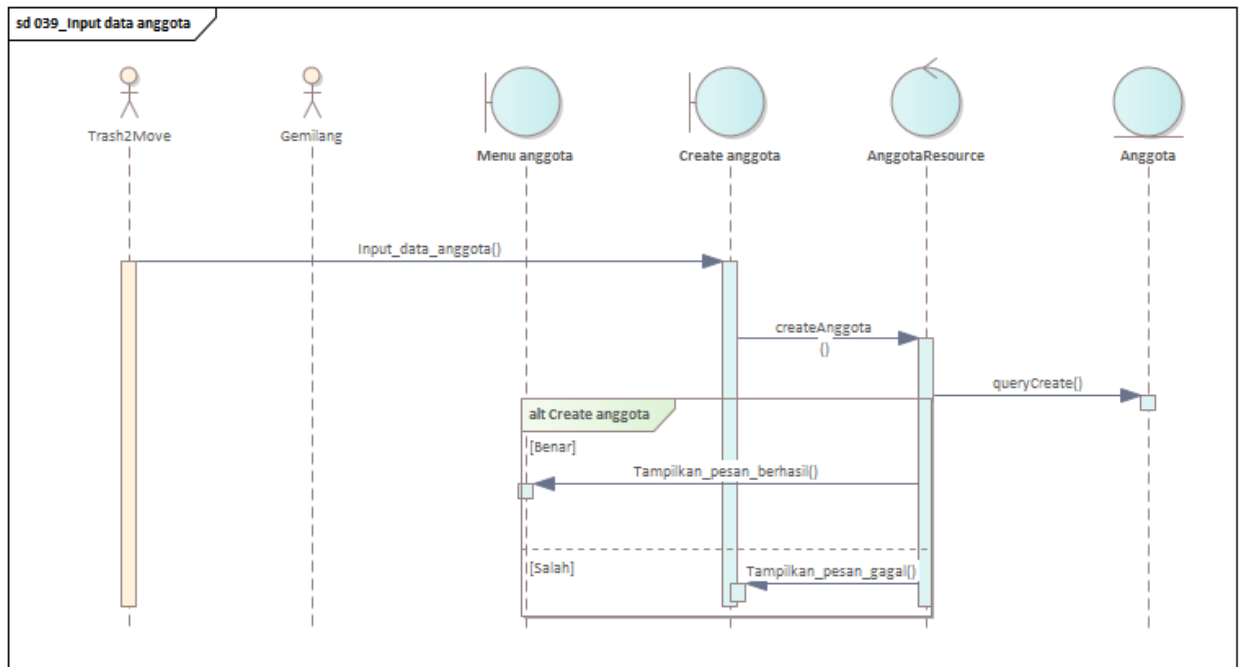 sd 039_Input data anggota
Trash2Move
Gemilang
Menu anggota
Create anggota
AnggotaResource
Anggota
Input_data_anggota()
createAnggota
()
queryCreate()
alt Create anggota
[Benar]
Tampilkan_pesan_berhasil()
[Salah]
Tampilkan_pesan_gagal()